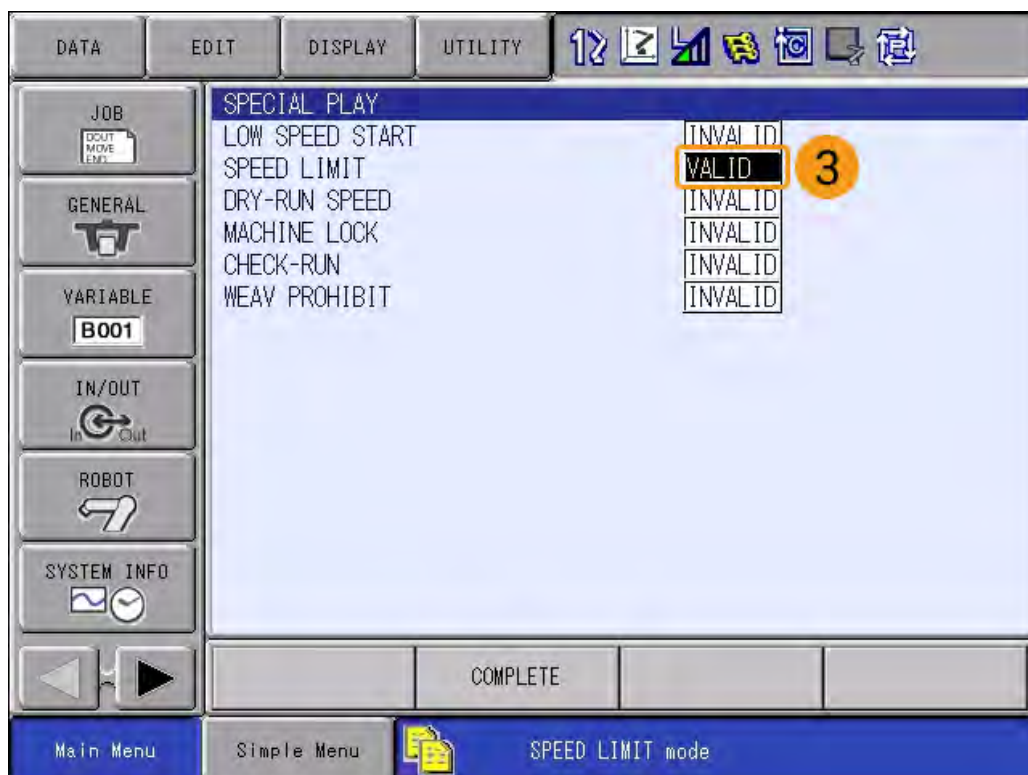 DATA EDIT DISPLAY UTILITY
JOB
DOUT
MOVE
END
GENERAL
VARIABLE
B001
IN/OUT
In Out
ROBOT
SYSTEM INFO
SPECIAL PLAY
LOW SPEED START INVALID
SPEED LIMIT VALID 3
DRY-RUN SPEED INVALID
MACHINE LOCK INVALID
CHECK-RUN INVALID
WEAV PROHIBIT INVALID
COMPLETE
Main Menu Simple Menu SPEED LIMIT mode